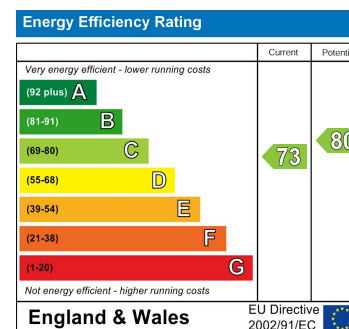 Energy Efficiency Rating
Current Potenti
Very energy efficient - lower running costs
(92 plus) A
(81-91) B
(69-80) C
(55-68) D
(39-54) E
(21-38) F
(1-20) G
73
80
Not energy efficient - higher running costs
England & Wales
EU Directive
2002/91/EC